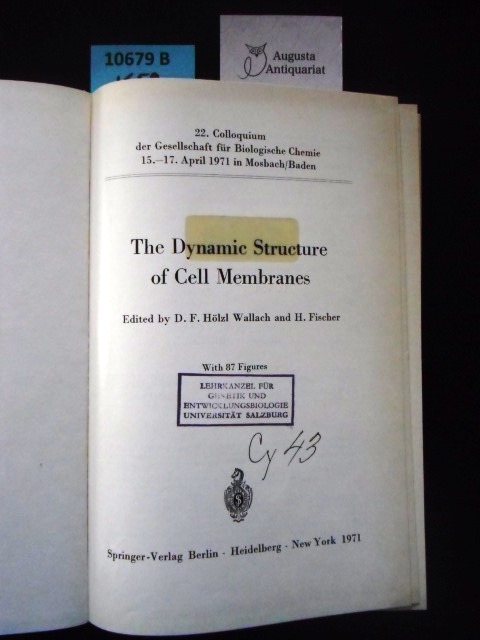 10679 B
Augusta
Antiquariat
22. Colloquium
der Gesellschaft für Biologische Chemie
15.—17. April 1971 in Mosbach/Baden
The Dynamic Structure
of Cell Membranes
Edited by D. F. Hölzl Wallach and H. Fischer
With 87 Figures
LEHRKANZEL FÜR
GENETIK UND
ENTWICKLUNGSBIOLOGIE
UNIVERSITÄT SALZBURG
Cy 43
Springer-Verlag Berlin · Heidelberg · New York 1971